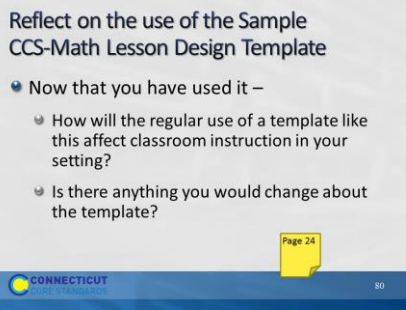 Reflect on the use of the Sample
CCS-Math Lesson Design Template
Now that you have used it –
How will the regular use of a template like
this affect classroom instruction in your
setting?
Is there anything you would change about
the template?
Page 24
CONNECTICUT
CORE STANDARDS
80